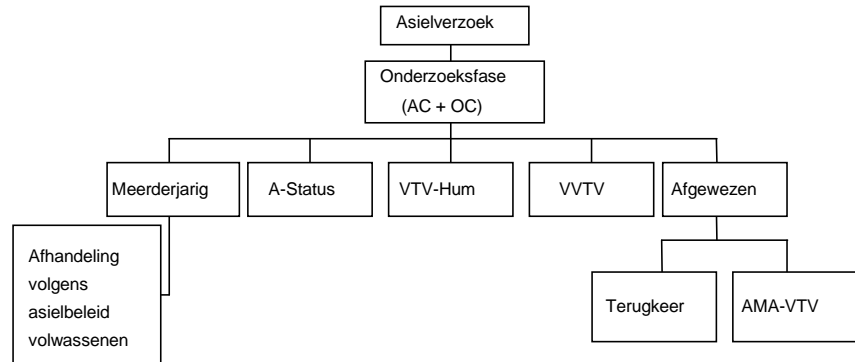 Asielverzoek
Onderzoeksfase
(AC + OC)
Meerderjarig
A-Status
VTV-Hum
VVTV
Afgewezen
Afhandeling
volgens
asielbeleid
volwassenen
Terugkeer
AMA-VTV